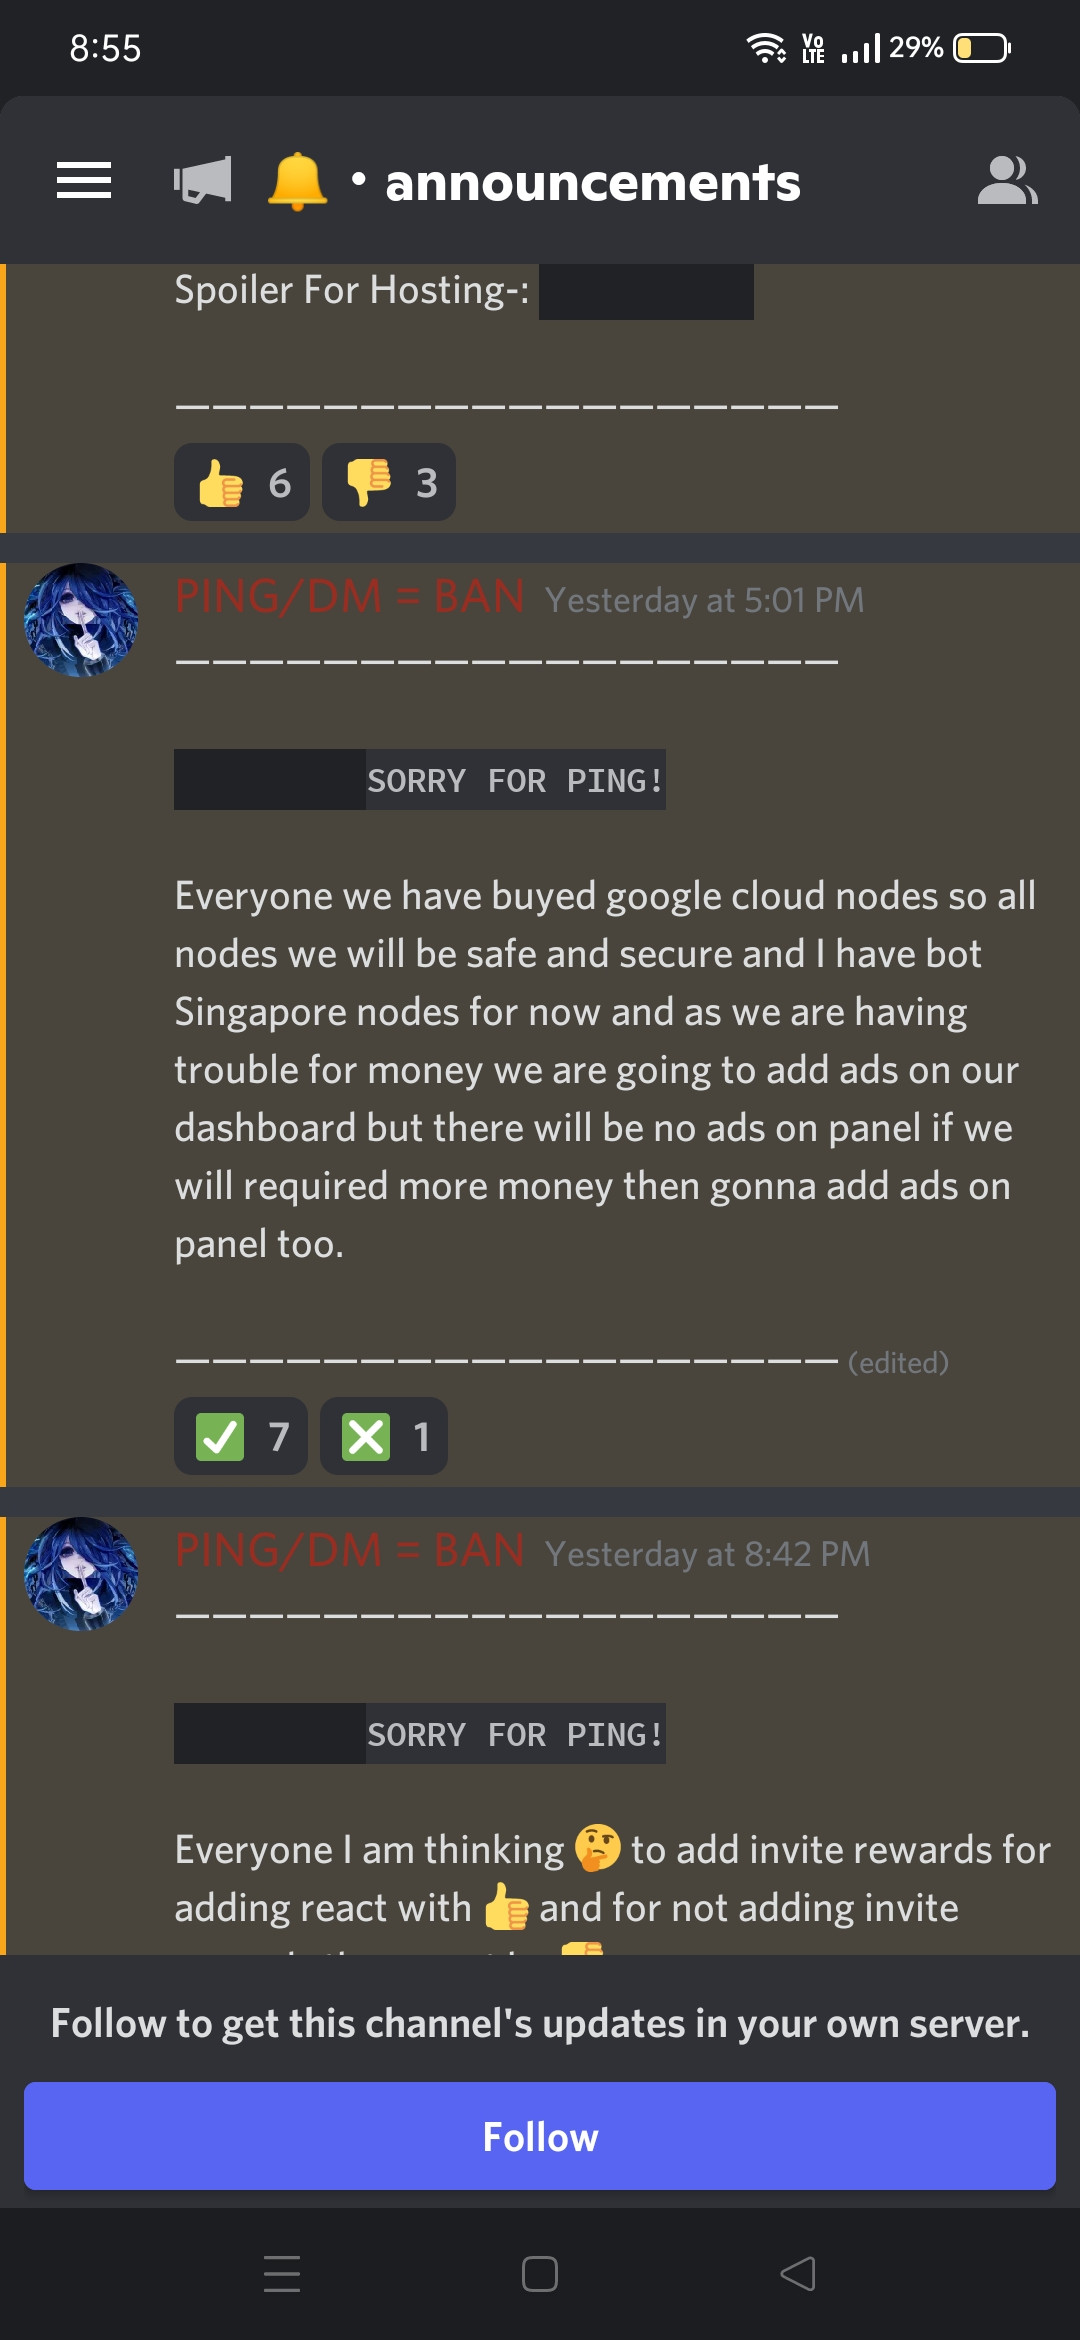 8:55
Vo LTE 29%
• announcements
Spoiler For Hosting-:
——————————————————
6 3
PING/DM = BAN Yesterday at 5:01 PM
——————————————————
SORRY FOR PING!
Everyone we have buyed google cloud nodes so all
nodes we will be safe and secure and I have bot
Singapore nodes for now and as we are having
trouble for money we are going to add ads on our
dashboard but there will be no ads on panel if we
will required more money then gonna add ads on
panel too.
—————————————————— (edited)
7 1
PING/DM = BAN Yesterday at 8:42 PM
——————————————————
SORRY FOR PING!
Everyone I am thinking 🤔 to add invite rewards for
adding react with 👍 and for not adding invite
Follow to get this channel's updates in your own server.
Follow